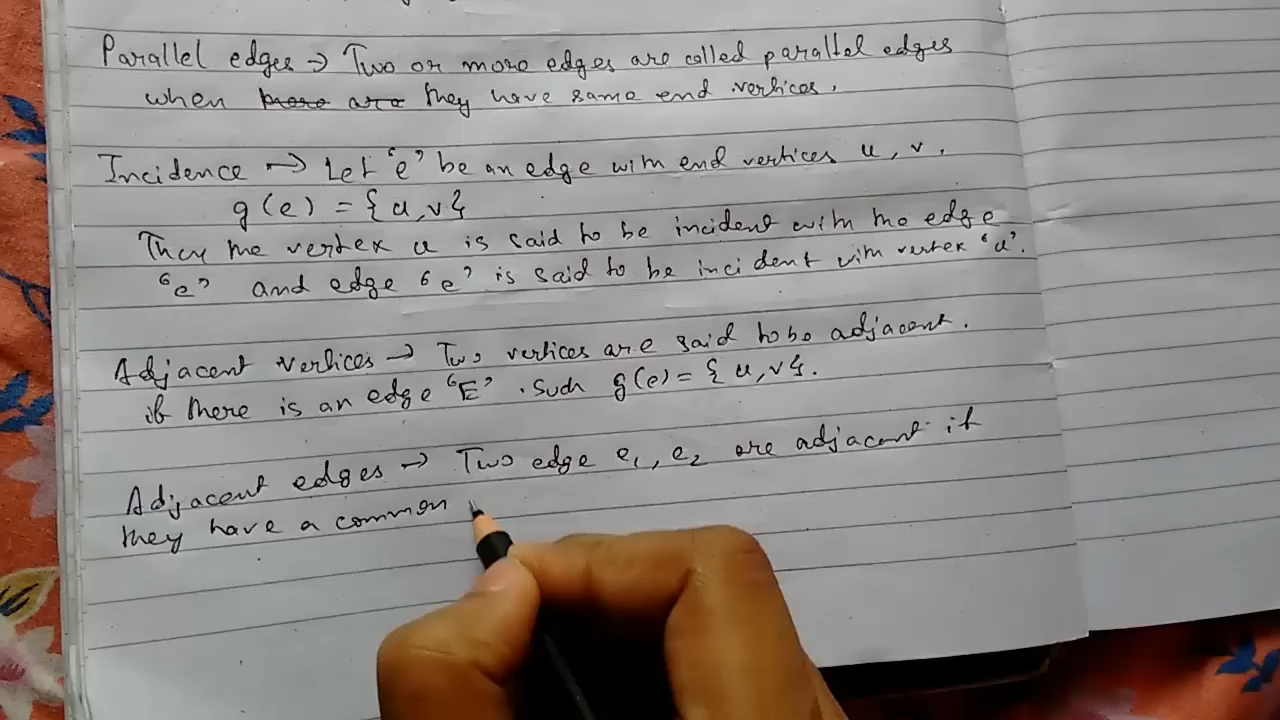 Parallel edges → Two or more edges are called parallel edges
when they have same end vertices.
Incidence → Let 'e' be an edge with end vertices u, v.
g(e) = {u, v}
Then the vertex u is said to be incident with the edge
'e' and edge 'e' is said to be incident with vertex 'u'.
Adjacent vertices → Two vertices are said to be adjacent.
if there is an edge 'E'. such g(e) = {u, v}.
Adjacent edges → Two edge e₁, e₂ are adjacent if
they have a common